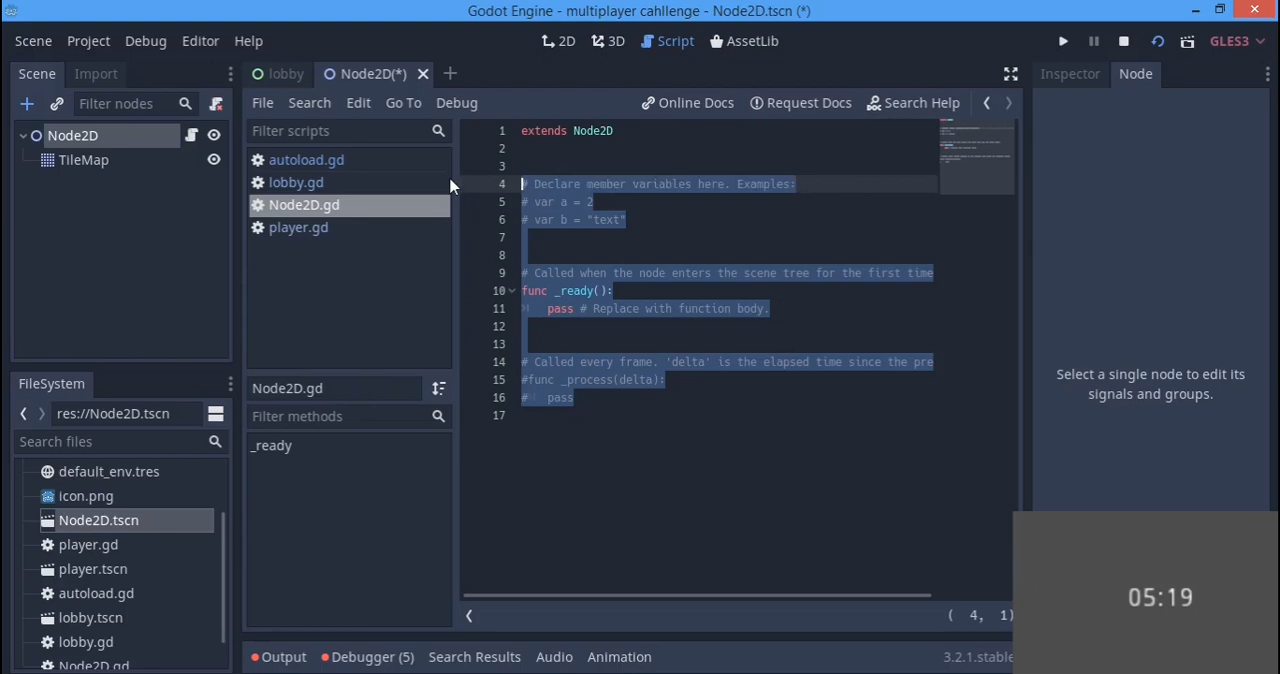 Godot Engine - multiplayer cahllenge - Node2D.tscn (*)
Scene Project Debug Editor Help
2D 3D Script AssetLib
GLES3
Scene Import
lobby Node2D(*)
Inspector Node
Filter nodes
File Search Edit Go To Debug
Online Docs Request Docs Search Help
Node2D
TileMap
Filter scripts
autoload.gd
lobby.gd
Node2D.gd
player.gd
1 extends Node2D
2
3
4 # Declare member variables here. Examples:
5 # var a = 2
6 # var b = "text"
7
8
9 # Called when the node enters the scene tree for the first time
10 func _ready():
11 pass # Replace with function body.
12
13
14 # Called every frame. 'delta' is the elapsed time since the pre
15 #func _process(delta):
16 # pass
17
Select a single node to edit its
signals and groups.
FileSystem
res://Node2D.tscn
Search files
default_env.tres
icon.png
Node2D.tscn
player.gd
player.tscn
autoload.gd
lobby.tscn
lobby.gd
Node2D.gd
Node2D.gd
Filter methods
_ready
( 4, 1)
05:19
Output Debugger (5) Search Results Audio Animation
3.2.1.stable